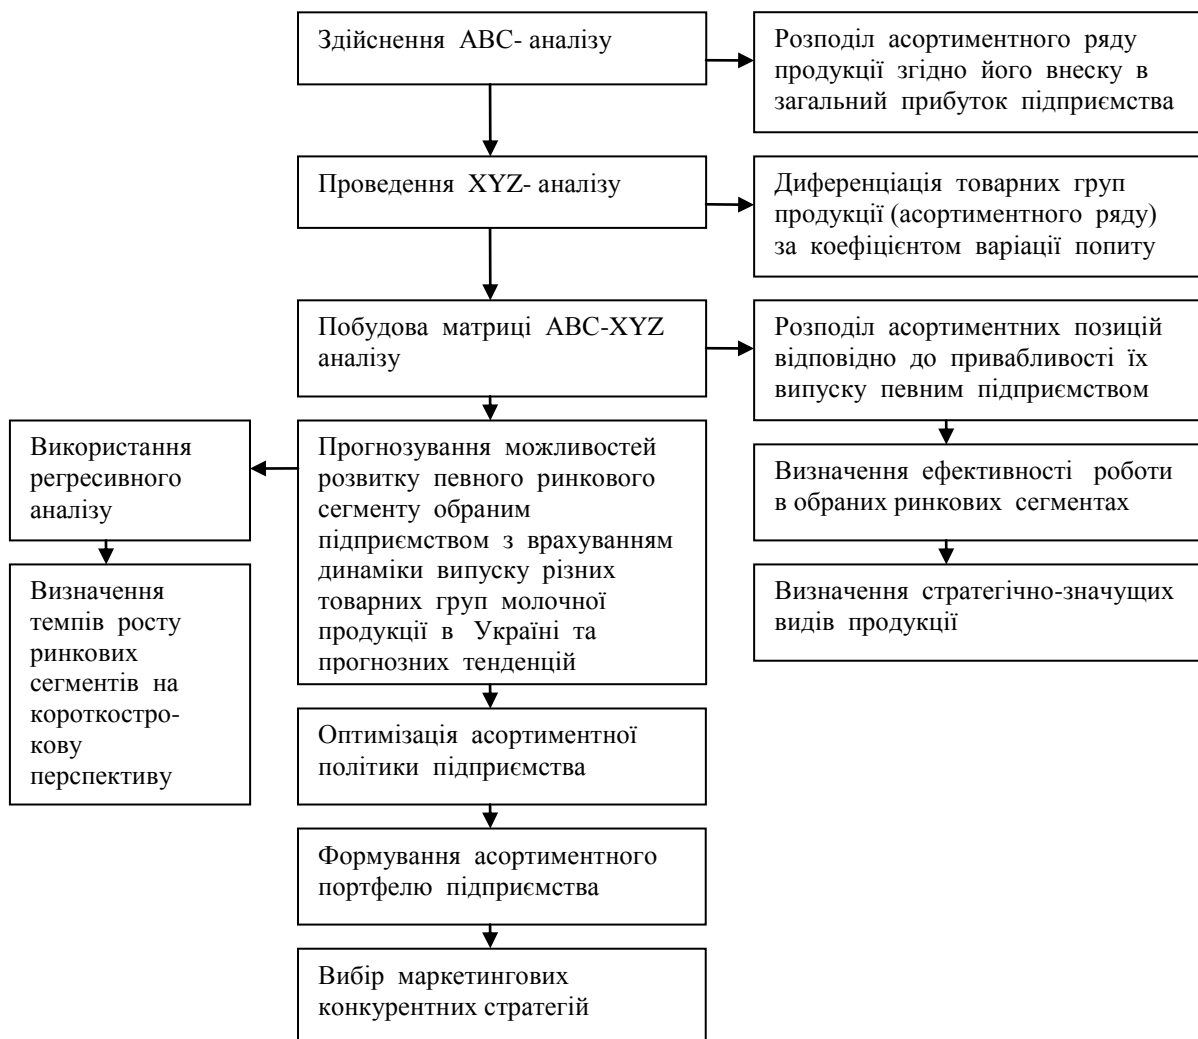 Здійснення АВС- аналізу
Розподіл асортиментного ряду
продукції згідно його внеску в
загальний прибуток підприємства
Проведення XYZ- аналізу
Диференціація товарних груп
продукції (асортиментного ряду)
за коефіцієнтом варіації попиту
Побудова матриці ABC-XYZ
аналізу
Розподіл асортиментних позицій
відповідно до привабливості їх
випуску певним підприємством
Використання
регресивного
аналізу
Прогнозування можливостей
розвитку певного ринкового
сегменту обраним
підприємством з врахуванням
динаміки випуску різних
товарних груп молочної
продукції в Україні та
прогнозних тенденцій
Визначення ефективності роботи
в обраних ринкових сегментах
Визначення
темпів росту
ринкових
сегментів на
короткостро-
кову
перспективу
Визначення стратегічно-значущих
видів продукції
Оптимізація асортиментної
політики підприємства
Формування асортиментного
портфелю підприємства
Вибір маркетингових
конкурентних стратегій